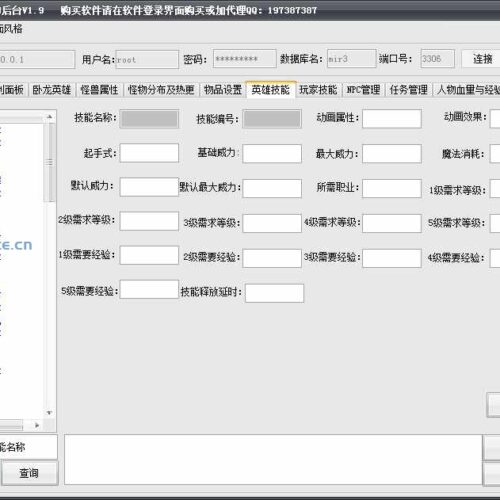 后台V1.9 购买软件请在软件登录界面购买或加代理QQ：197387387
面风格
0.0.1 用户名: root 密码: ********* 数据库名: mir3 端口号: 3306 连接
制面板 卧龙英雄 怪兽属性 怪物分布及热更 物品设置 英雄技能 玩家技能 NPC管理 任务管理 人物血量与经验
技能名称: 技能编号: 动画属性: 动画效果:
起手式: 基础威力: 最大威力: 魔法消耗:
默认威力: 默认最大威力: 所需职业: 1级需求等级:
2级需求等级: 3级需求等级: 4级需求等级: 5级需求等级:
1级需要经验: 2级需要经验: 3级需要经验: 4级需要经验:
5级需要经验: 技能释放延时:
e.cn
能名称
查询